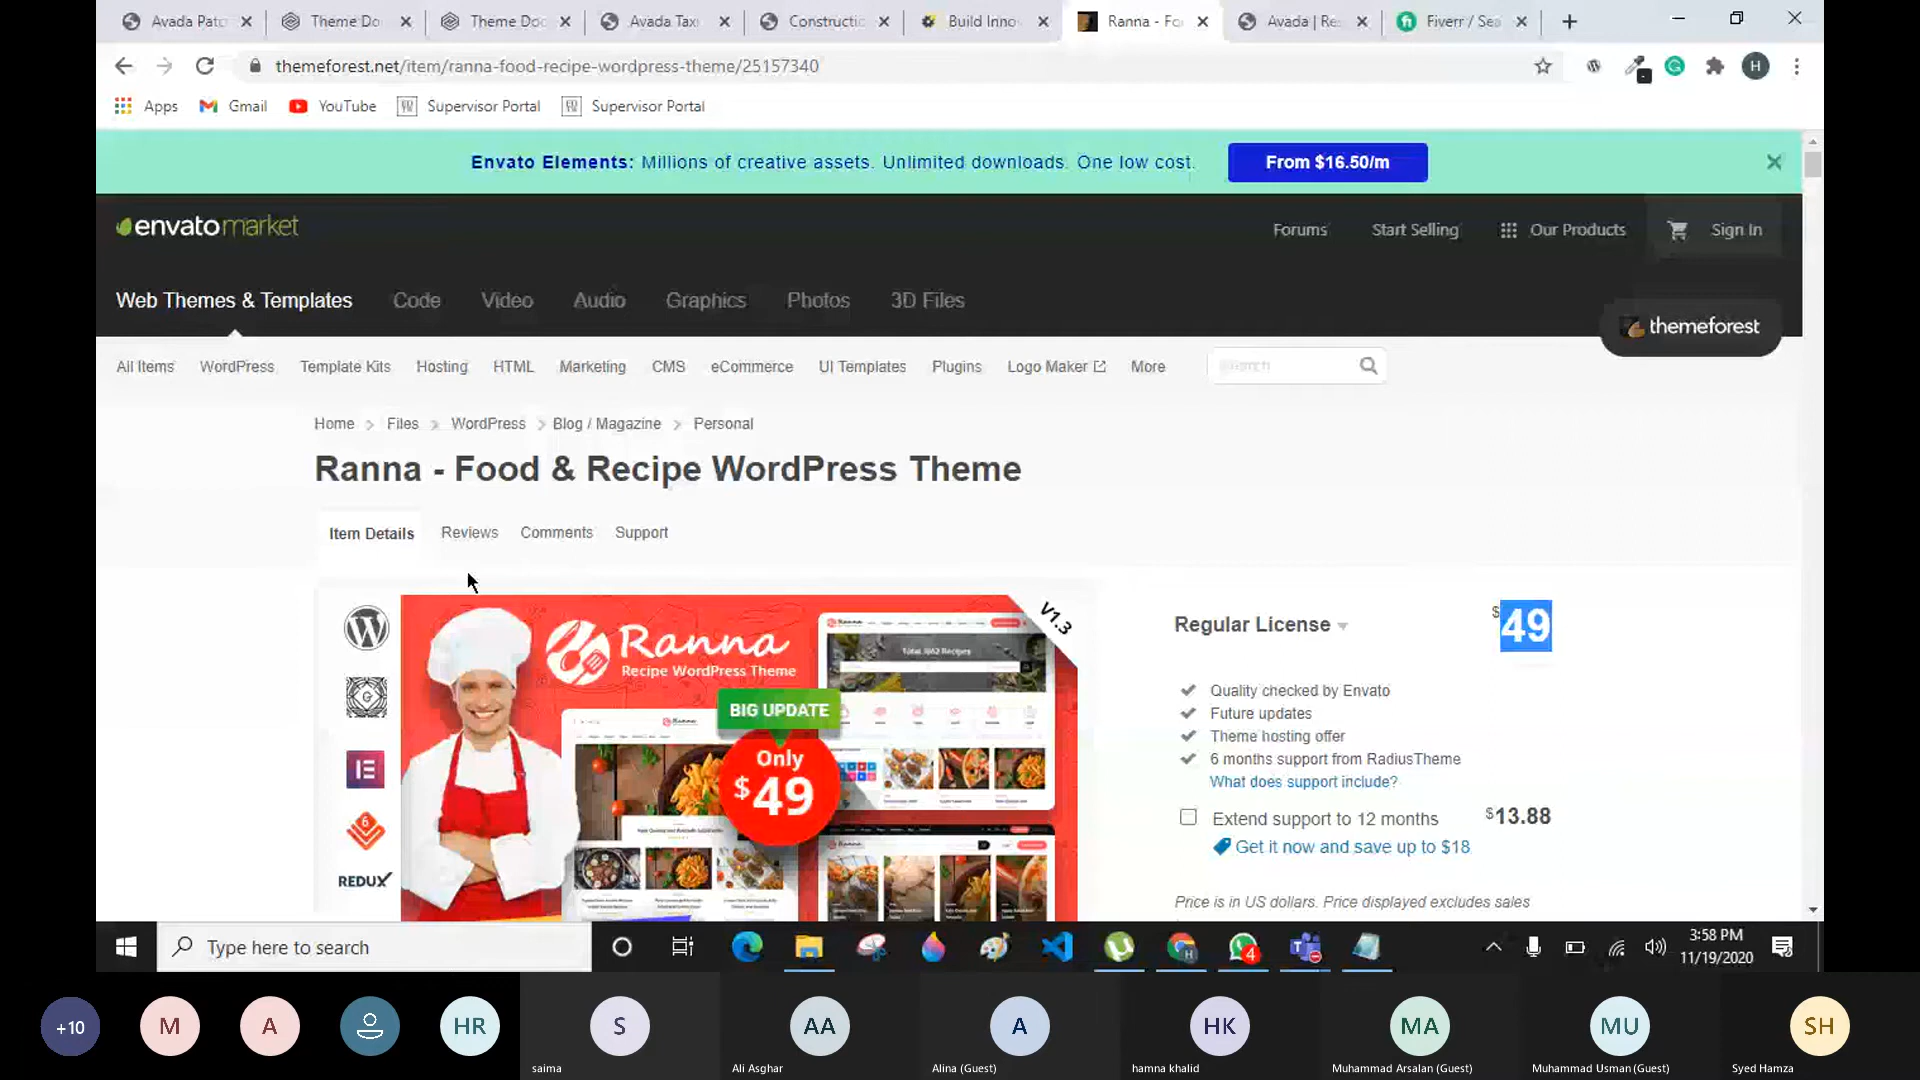 Avada Pato
Theme Do
Theme Doc
Avada Taxi
Constructio
Build Inno
Ranna - Fo
Avada | Re
Fiverr / Sea
themeforest.net/item/ranna-food-recipe-wordpress-theme/25157340
H
Apps
Gmail
YouTube
Supervisor Portal
Supervisor Portal
Envato Elements: Millions of creative assets. Unlimited downloads. One low cost.
From $16.50/m
envatomarket
Forums
Start Selling
Our Products
Sign In
Web Themes & Templates
Code
Video
Audio
Graphics
Photos
3D Files
themeforest
All Items
WordPress
Template Kits
Hosting
HTML
Marketing
CMS
eCommerce
UI Templates
Plugins
Logo Maker
More
Search
Home > Files > WordPress > Blog / Magazine > Personal
Ranna - Food & Recipe WordPress Theme
Item Details
Reviews
Comments
Support
V1.3
Ranna
Recipe WordPress Theme
BIG UPDATE
Only
$49
REDUX
Regular License
$49
Quality checked by Envato
Future updates
Theme hosting offer
6 months support from RadiusTheme
What does support include?
Extend support to 12 months
$13.88
Get it now and save up to $18
Price is in US dollars. Price displayed excludes sales
Type here to search
4
3:58 PM
11/19/2020
+10
M
A
HR
S
AA
A
HK
MA
MU
SH
saima
Ali Asghar
Alina (Guest)
hamna khalid
Muhammad Arsalan (Guest)
Muhammad Usman (Guest)
Syed Hamza